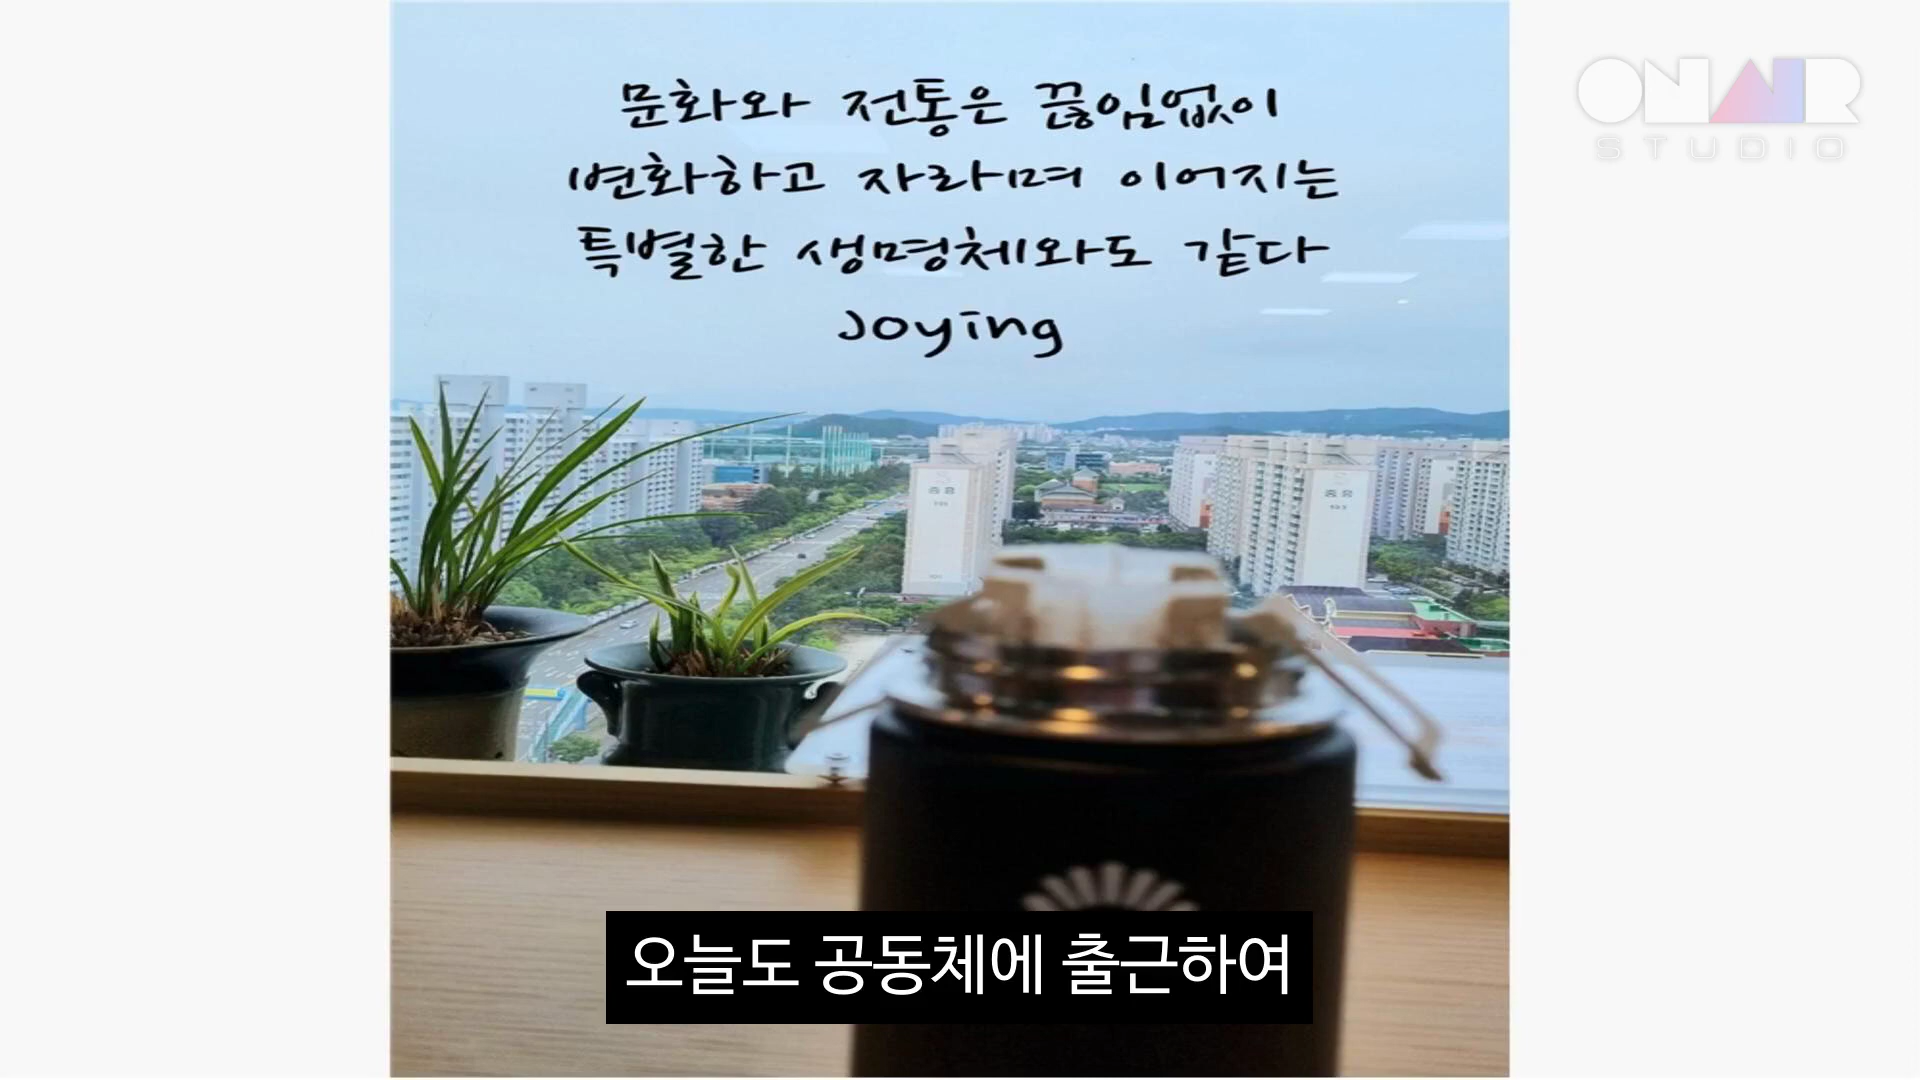 문화와 전통은 끊임없이
변화하고 자라며 이어지는
특별한 생명체와도 같다
Joying
ONAIR
STUDIO
오늘도 공동체에 출근하여